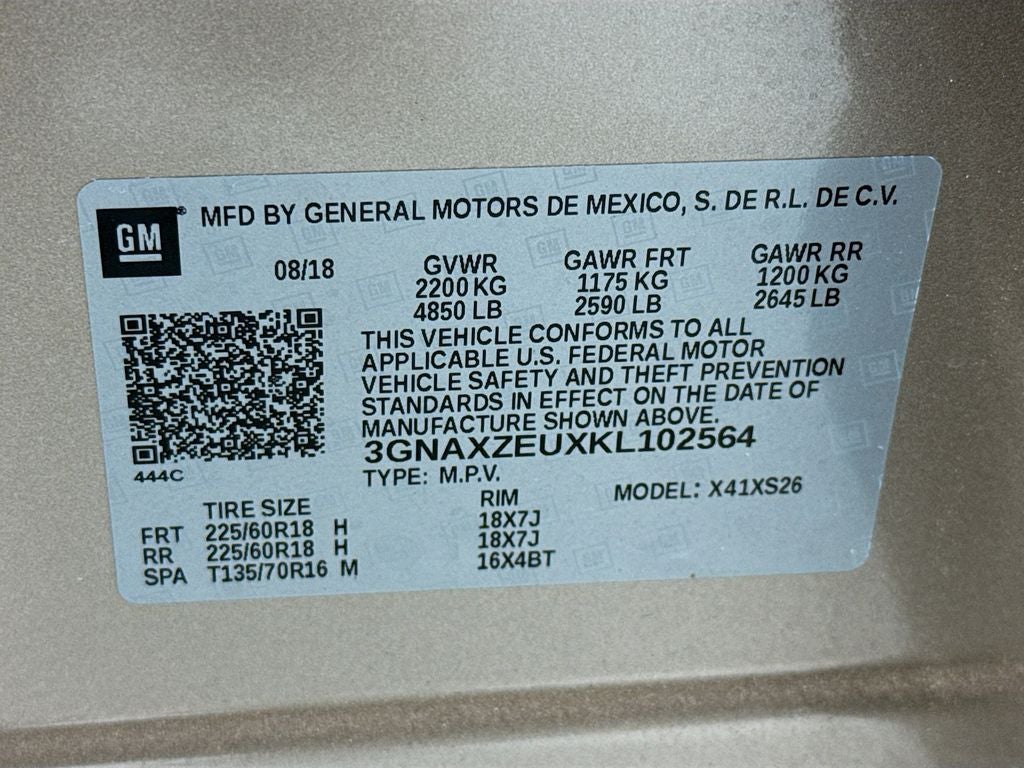 GM ® MFD BY GENERAL MOTORS DE MEXICO, S. DE R.L. DE C.V.
08/18 GVWR GAWR FRT GAWR RR
2200 KG 1175 KG 1200 KG
4850 LB 2590 LB 2645 LB
THIS VEHICLE CONFORMS TO ALL
APPLICABLE U.S. FEDERAL MOTOR
VEHICLE SAFETY AND THEFT PREVENTION
STANDARDS IN EFFECT ON THE DATE OF
MANUFACTURE SHOWN ABOVE.
3GNAXZEUXKL102564
444C
TYPE: M.P.V. MODEL: X41XS26
TIRE SIZE RIM
FRT 225/60R18 H 18X7J
RR 225/60R18 H 18X7J
SPA T135/70R16 M 16X4BT